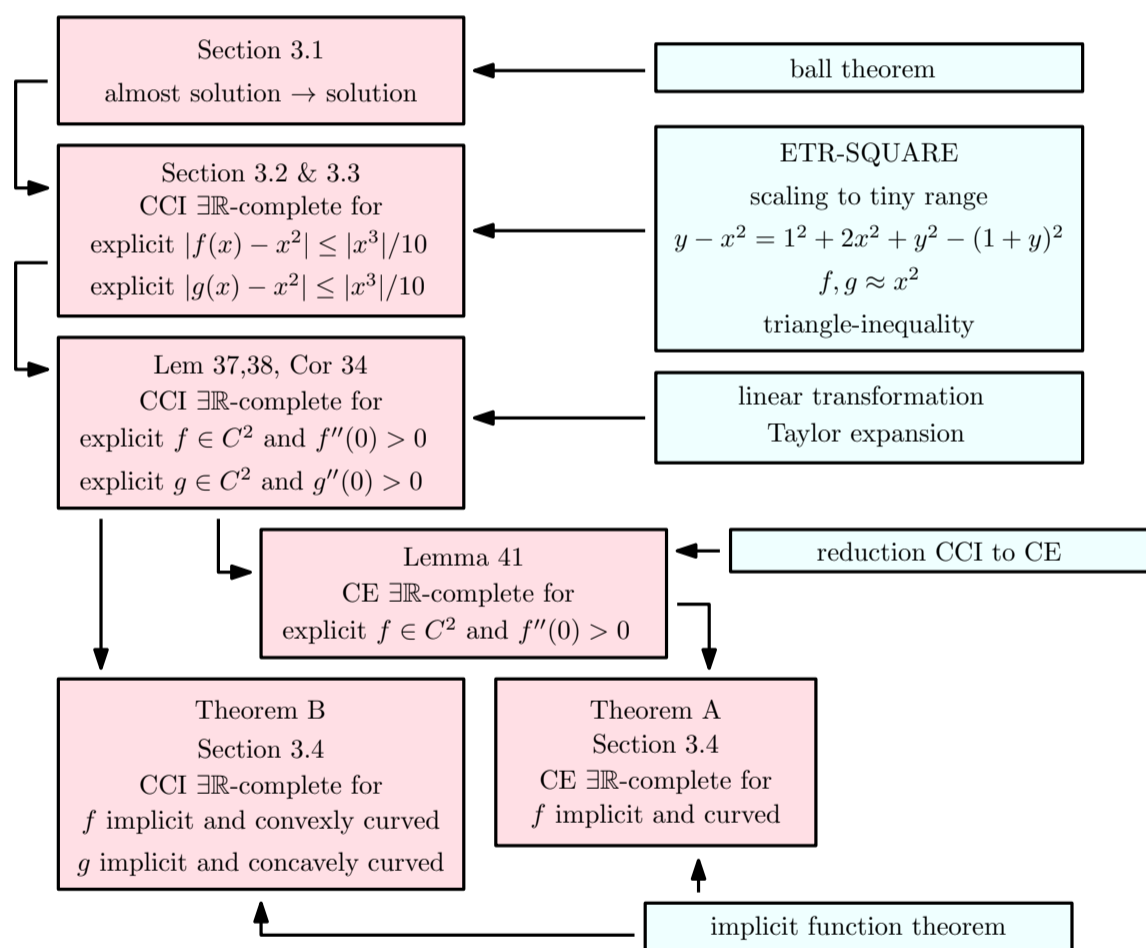 Section 3.1
almost solution → solution
ball theorem
Section 3.2 & 3.3
CCI ∃ℝ-complete for
explicit |f(x) − x²| ≤ |x³|/10
explicit |g(x) − x²| ≤ |x³|/10
ETR-SQUARE
scaling to tiny range
y − x² = 1² + 2x² + y² − (1 + y)²
f, g ≈ x²
triangle-inequality
Lem 37,38, Cor 34
CCI ∃ℝ-complete for
explicit f ∈ C² and f′′(0) > 0
explicit g ∈ C² and g′′(0) > 0
linear transformation
Taylor expansion
Lemma 41
CE ∃ℝ-complete for
explicit f ∈ C² and f′′(0) > 0
reduction CCI to CE
Theorem B
Section 3.4
CCI ∃ℝ-complete for
f implicit and convexly curved
g implicit and concavely curved
Theorem A
Section 3.4
CE ∃ℝ-complete for
f implicit and curved
implicit function theorem